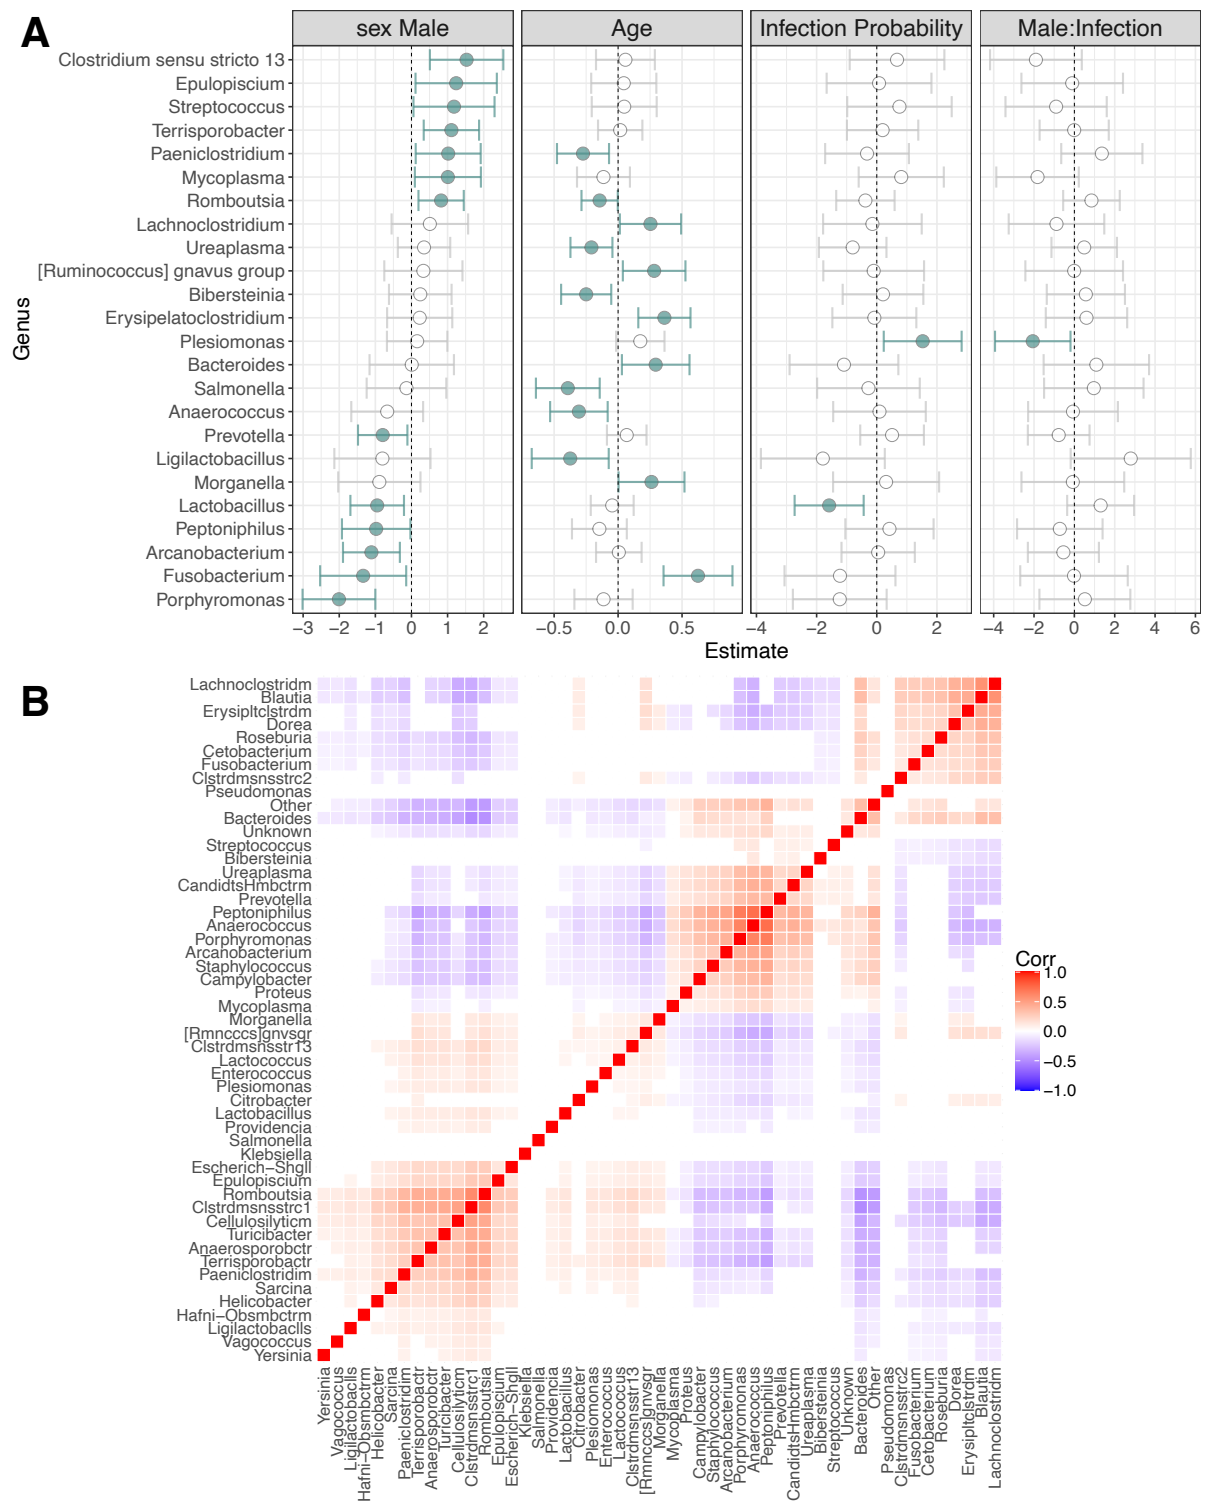 A
sex Male
Age
Infection Probability
Male:Infection
Genus
Clostridium sensu stricto 13
Epulopiscium
Streptococcus
Terrisporobacter
Paeniclostridium
Mycoplasma
Romboutsia
Lachnoclostridium
Ureaplasma
[Ruminococcus] gnavus group
Bibersteinia
Erysipelatoclostridium
Plesiomonas
Bacteroides
Salmonella
Anaerococcus
Prevotella
Ligilactobacillus
Morganella
Lactobacillus
Peptoniphilus
Arcanobacterium
Fusobacterium
Porphyromonas
−3 −2 −1 0 1 2
−0.5 0.0 0.5
−4 −2 0 2
−4 −2 0 2 4 6
Estimate
B
Lachnoclostridm
Blautia
Erysipltclstrdm
Dorea
Roseburia
Cetobacterium
Fusobacterium
Clstrdmsnsstrc2
Pseudomonas
Other
Bacteroides
Unknown
Streptococcus
Bibersteinia
Ureaplasma
CandidtsHmbctrm
Prevotella
Peptoniphilus
Anaerococcus
Porphyromonas
Arcanobacterium
Staphylococcus
Campylobacter
Proteus
Mycoplasma
Morganella
[Rmncccs]gnvsgr
Clstrdmsnsstr13
Lactococcus
Enterococcus
Plesiomonas
Citrobacter
Lactobacillus
Providencia
Salmonella
Klebsiella
Escherich−Shgll
Epulopiscium
Romboutsia
Clstrdmsnsstrc1
Cellulosilyticm
Turicibacter
Anaerosporobctr
Terrisporobactr
Paeniclostridim
Sarcina
Helicobacter
Hafni−Obsmbctrm
Ligilactobaclls
Vagococcus
Yersinia
Yersinia
Vagococcus
Ligilactobaclls
Hafni−Obsmbctrm
Helicobacter
Sarcina
Paeniclostridim
Terrisporobactr
Anaerosporobctr
Turicibacter
Cellulosilyticm
Clstrdmsnsstrc1
Romboutsia
Epulopiscium
Escherich−Shgll
Klebsiella
Salmonella
Providencia
Lactobacillus
Citrobacter
Plesiomonas
Enterococcus
Lactococcus
Clstrdmsnsstr13
[Rmncccs]gnvsgr
Morganella
Mycoplasma
Proteus
Campylobacter
Staphylococcus
Arcanobacterium
Porphyromonas
Anaerococcus
Peptoniphilus
Prevotella
CandidtsHmbctrm
Ureaplasma
Bibersteinia
Streptococcus
Unknown
Bacteroides
Other
Pseudomonas
Clstrdmsnsstrc2
Fusobacterium
Cetobacterium
Roseburia
Dorea
Erysipltclstrdm
Blautia
Lachnoclostridm
Corr
1.0
0.5
0.0
−0.5
−1.0